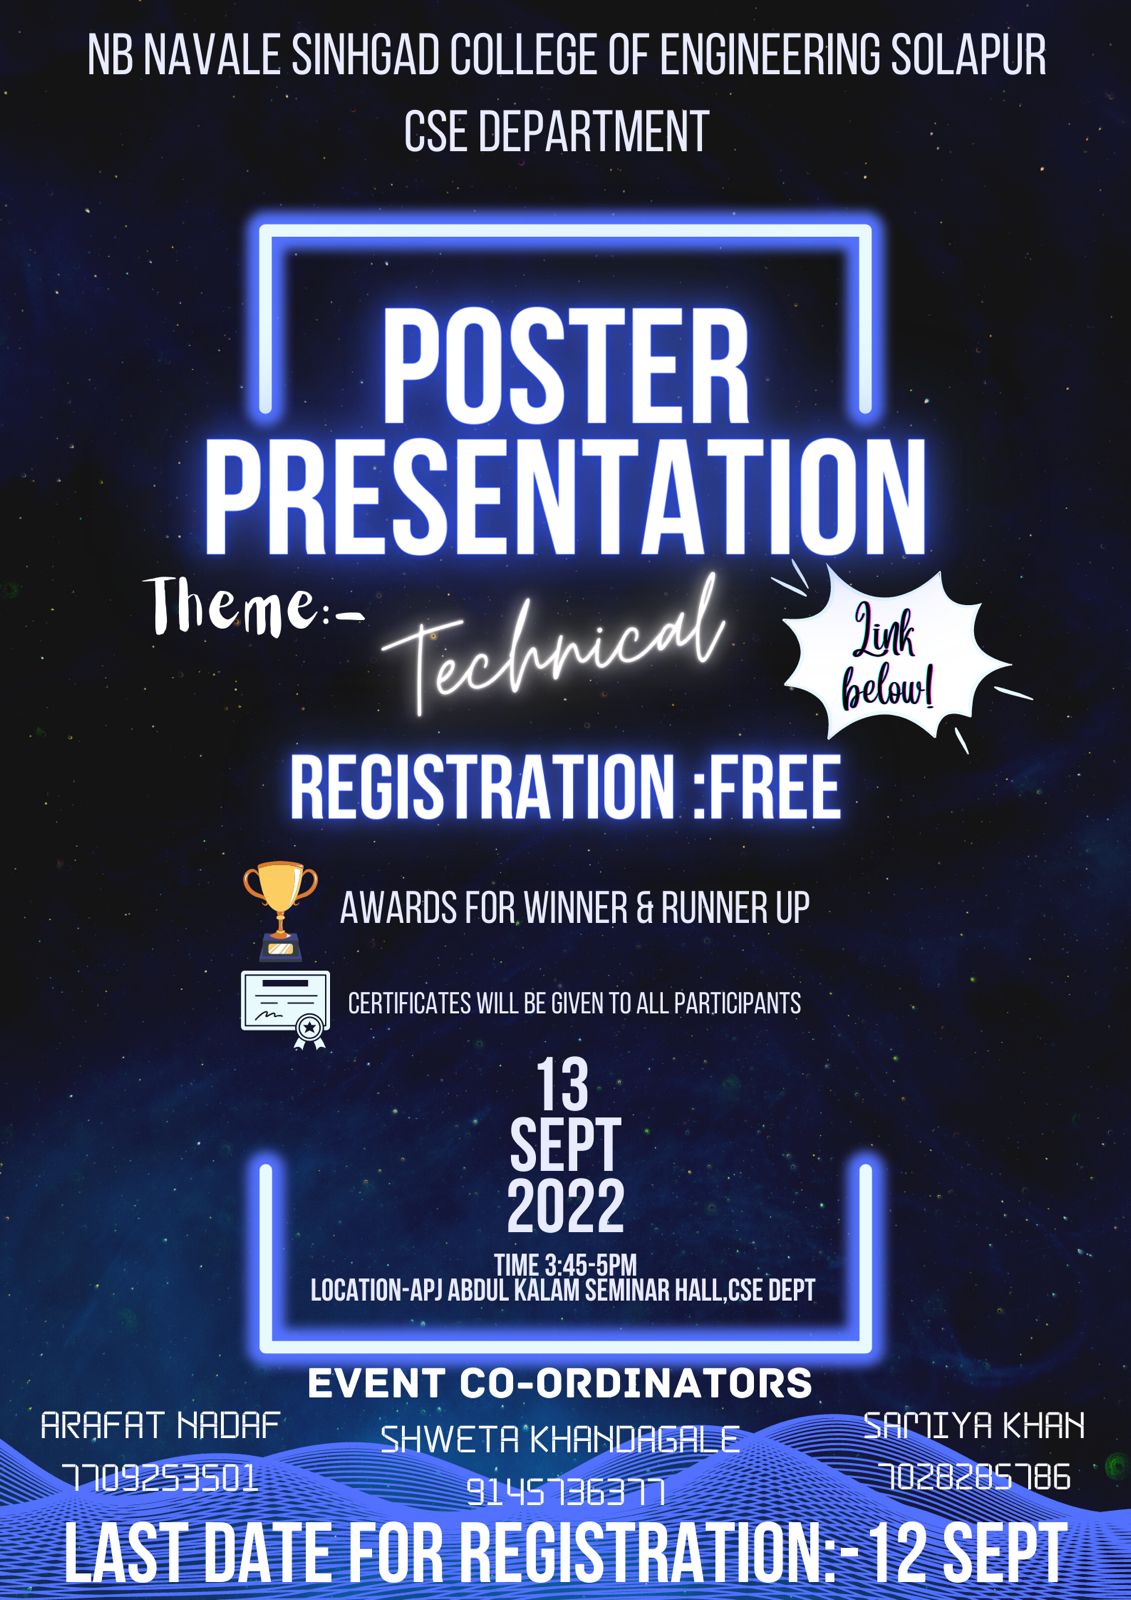 NB NAVALE SINHGAD COLLEGE OF ENGINEERING SOLAPUR
CSE DEPARTMENT
POSTER
PRESENTATION
Theme:-
Technical
Link
below!
REGISTRATION :FREE
AWARDS FOR WINNER & RUNNER UP
CERTIFICATES WILL BE GIVEN TO ALL PARTICIPANTS
13
SEPT
2022
TIME 3:45-5PM
LOCATION-APJ ABDUL KALAM SEMINAR HALL,CSE DEPT
EVENT CO-ORDINATORS
ARAFAT NADAF
7709253501
SHWETA KHANDAGALE
9145736377
SAMIYA KHAN
7028285786
LAST DATE FOR REGISTRATION:-12 SEPT